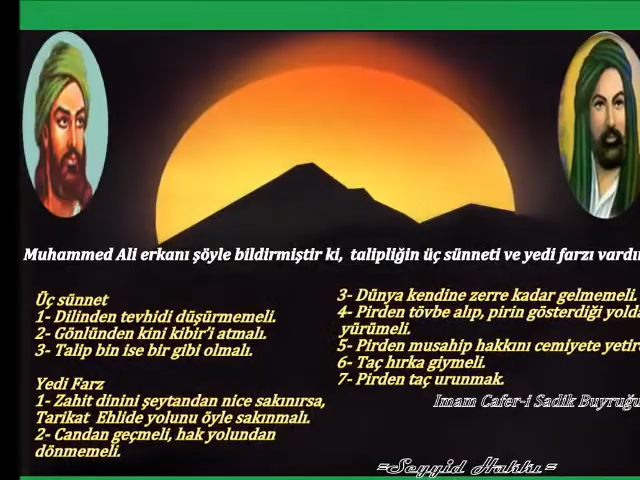 Muhammed Ali erkanı şöyle bildirmiştir ki, talipliğin üç sünneti ve yedi farzı
Üç sünnet
1- Dilinden tevhidi düşürmemeli.
2- Gönlünden kini kibir'i atmalı.
3- Talip bin ise bir gibi olmalı.
Yedi Farz
1- Zahit dinini şeytandan nice sakınırsa,
Tarikat Ehlide yolunu öyle sakınmalı.
2- Candan geçmeli, hak yolundan
dönmemeli.
3- Dünya kendine zerre kadar gelmemeli.
4- Pirden tövbe alıp, pirin gösterdiği
yürümeli.
5- Pirden musahip hakkını cemiyete
6- Taç hırka giymeli.
7- Pirden taç urunmak.
Imam Cafer-i Sadik
=Seyyid Hakkı=